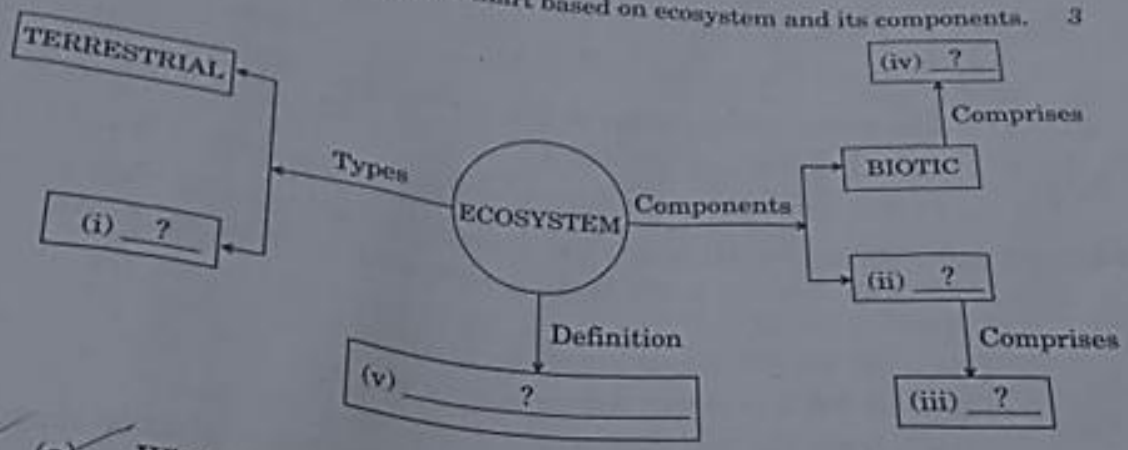 based on ecosystem and its components. 3
TERRESTRIAL
(iv) ?
Comprises
Types
BIOTIC
ECOSYSTEM
Components
(i) ?
(ii) ?
Definition
Comprises
(v) ?
(iii) ?